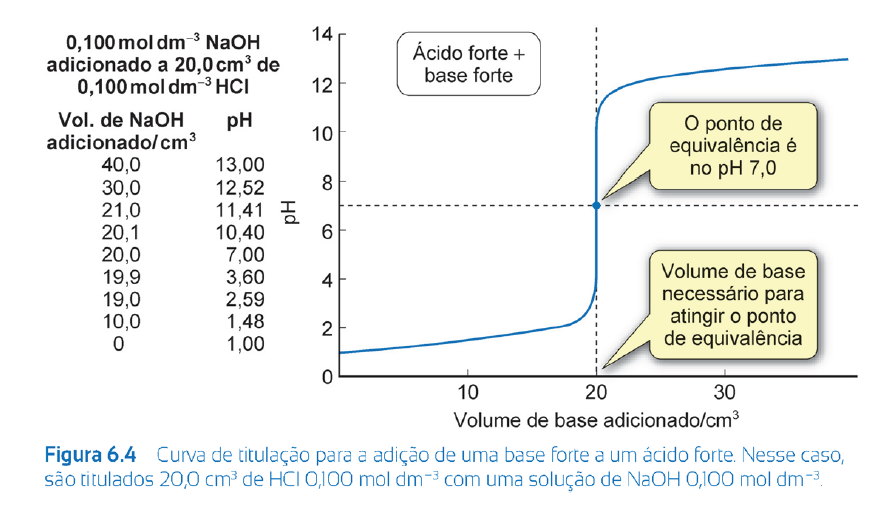 0,100 mol dm⁻³ NaOH
adicionado a 20,0 cm³ de
0,100 mol dm⁻³ HCl
Vol. de NaOH pH
adicionado/cm³
40,0 13,00
30,0 12,52
21,0 11,41
20,1 10,40
20,0 7,00
19,9 3,60
19,0 2,59
10,0 1,48
0 1,00
pH
14
12
10
8
6
4
2
0
Ácido forte +
base forte
O ponto de
equivalência é
no pH 7,0
Volume de base
necessário para
atingir o ponto
de equivalência
10 20 30
Volume de base adicionado/cm³
Figura 6.4 Curva de titulação para a adição de uma base forte a um ácido forte. Nesse caso,
são titulados 20,0 cm³ de HCl 0,100 mol dm⁻³ com uma solução de NaOH 0,100 mol dm⁻³.